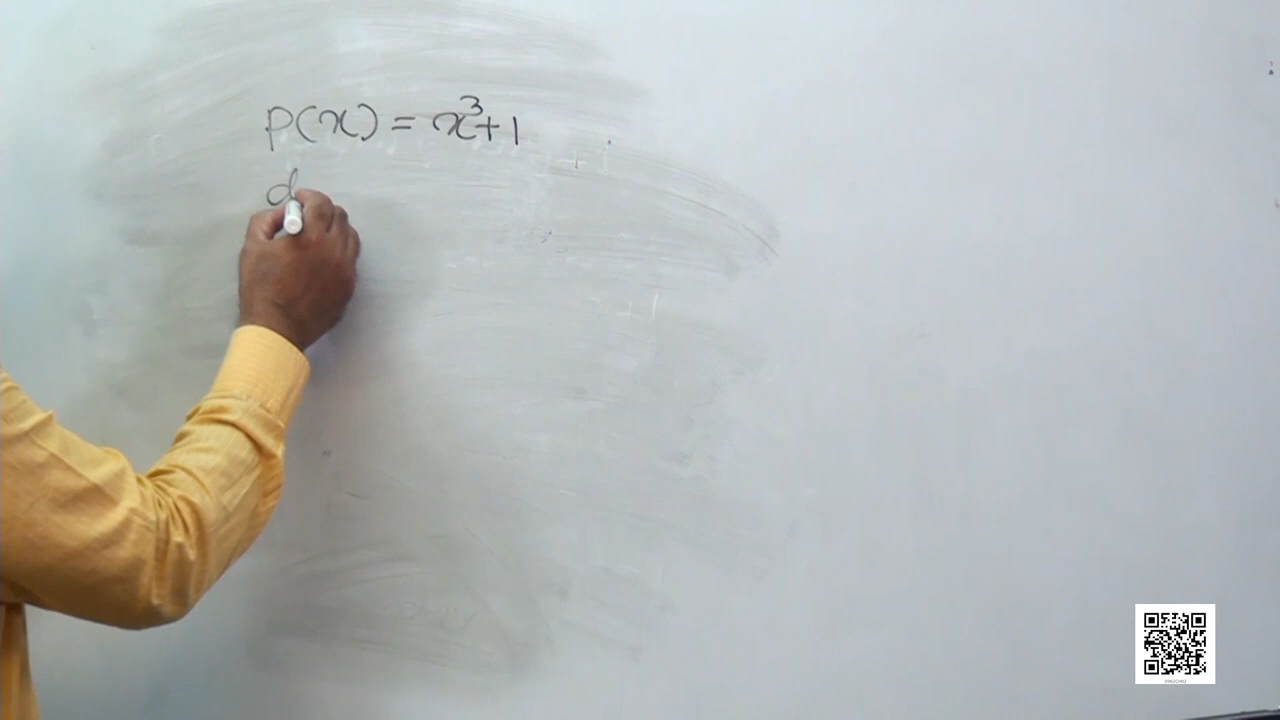 p(x) = x³+1
d